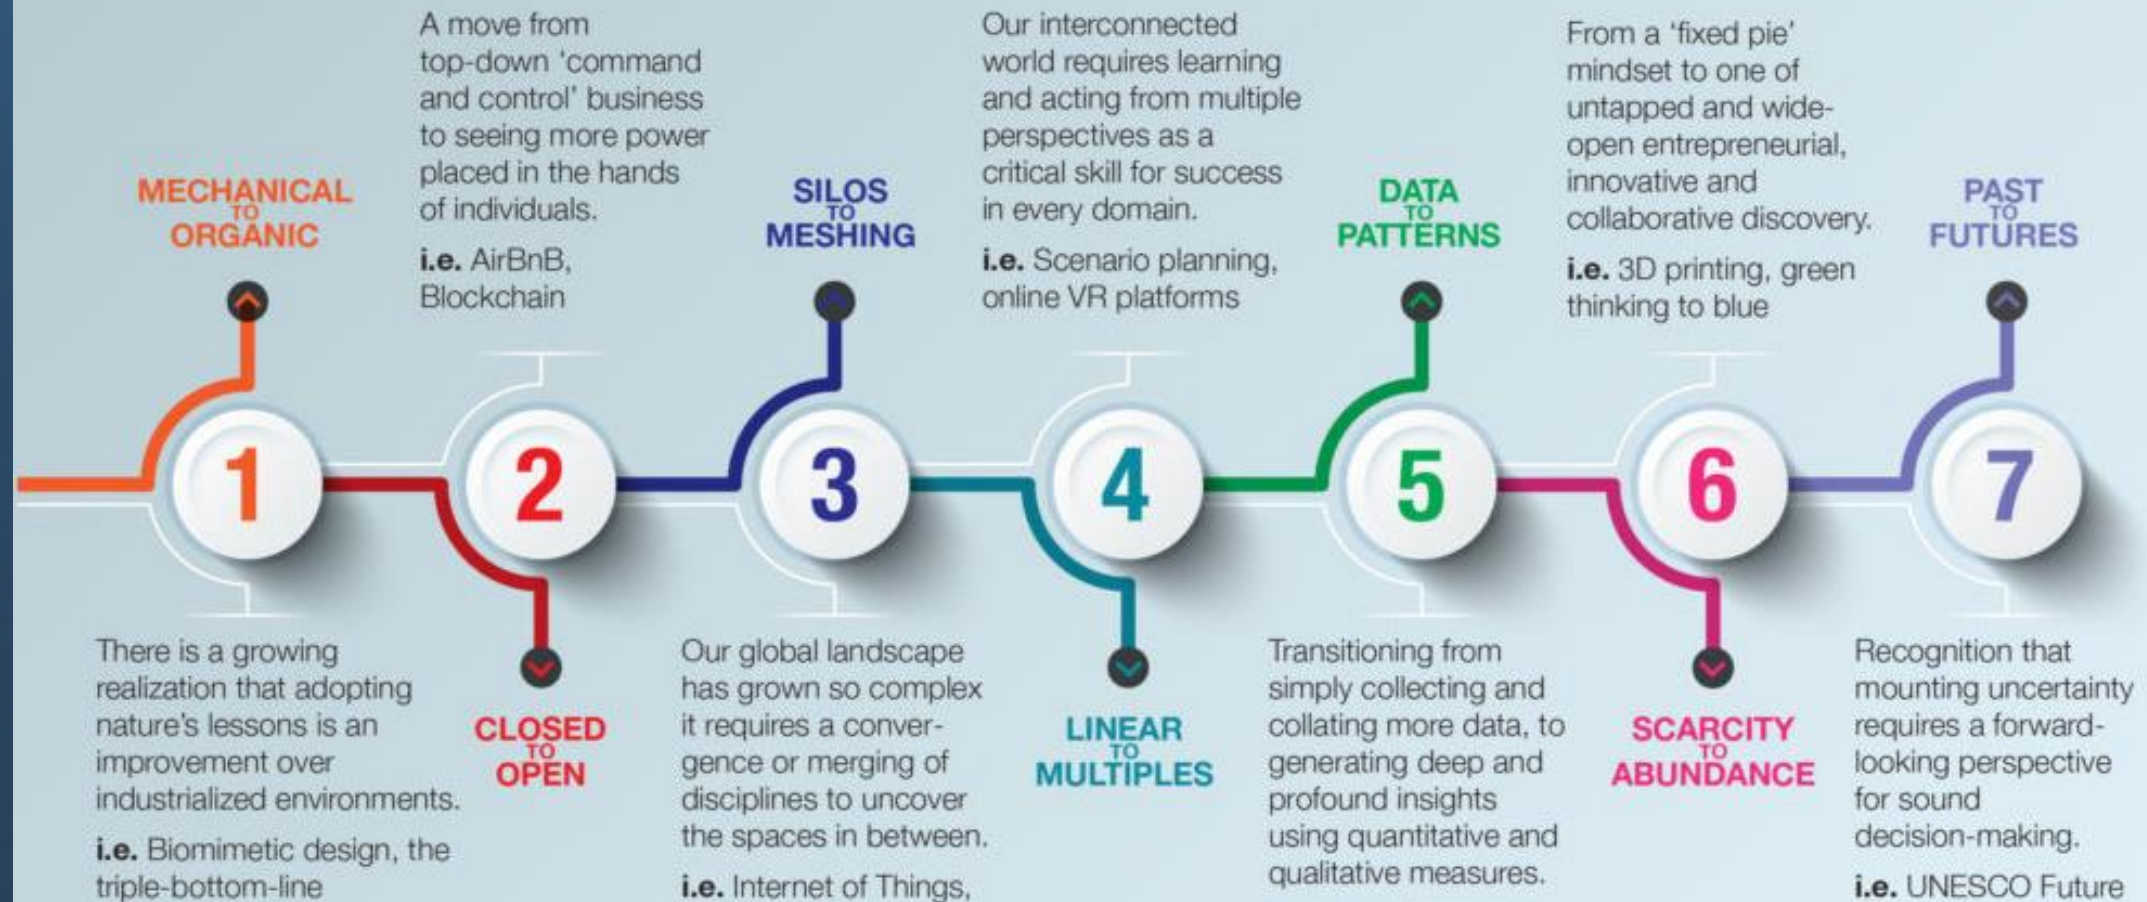 MECHANICAL
TO
ORGANIC
1
There is a growing
realization that adopting
nature's lessons is an
improvement over
industrialized environments.
i.e. Biomimetic design, the
triple-bottom-line
A move from
top-down 'command
and control' business
to seeing more power
placed in the hands
of individuals.
i.e. AirBnB,
Blockchain
2
CLOSED
TO
OPEN
SILOS
TO
MESHING
3
Our global landscape
has grown so complex
it requires a conver-
gence or merging of
disciplines to uncover
the spaces in between.
i.e. Internet of Things,
Our interconnected
world requires learning
and acting from multiple
perspectives as a
critical skill for success
in every domain.
i.e. Scenario planning,
online VR platforms
4
LINEAR
TO
MULTIPLES
DATA
TO
PATTERNS
5
Transitioning from
simply collecting and
collating more data, to
generating deep and
profound insights
using quantitative and
qualitative measures.
From a 'fixed pie'
mindset to one of
untapped and wide-
open entrepreneurial,
innovative and
collaborative discovery.
i.e. 3D printing, green
thinking to blue
6
SCARCITY
TO
ABUNDANCE
PAST
TO
FUTURES
7
Recognition that
mounting uncertainty
requires a forward-
looking perspective
for sound
decision-making.
i.e. UNESCO Future